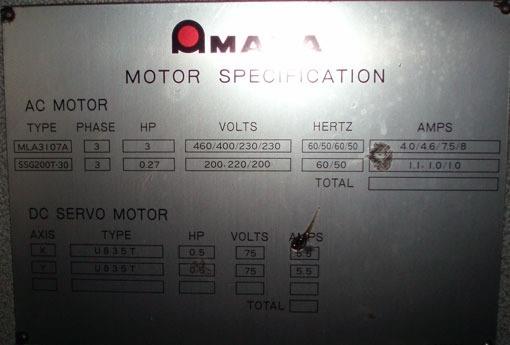 AMADA
MOTOR SPECIFICATION
AC MOTOR
TYPE PHASE HP VOLTS HERTZ AMPS
MLA3107A 3 3 460/400/230/230 60/50/60/50 4.0/4.6/7.5/8
SSG200T-30 3 0.27 200.220/200 60/50 1.1.1.0/1.0
TOTAL
DC SERVO MOTOR
AXIS TYPE HP VOLTS AMPS
X U835T 0.5 75 5.5
Y U835T 0.5 75 5.5
TOTAL